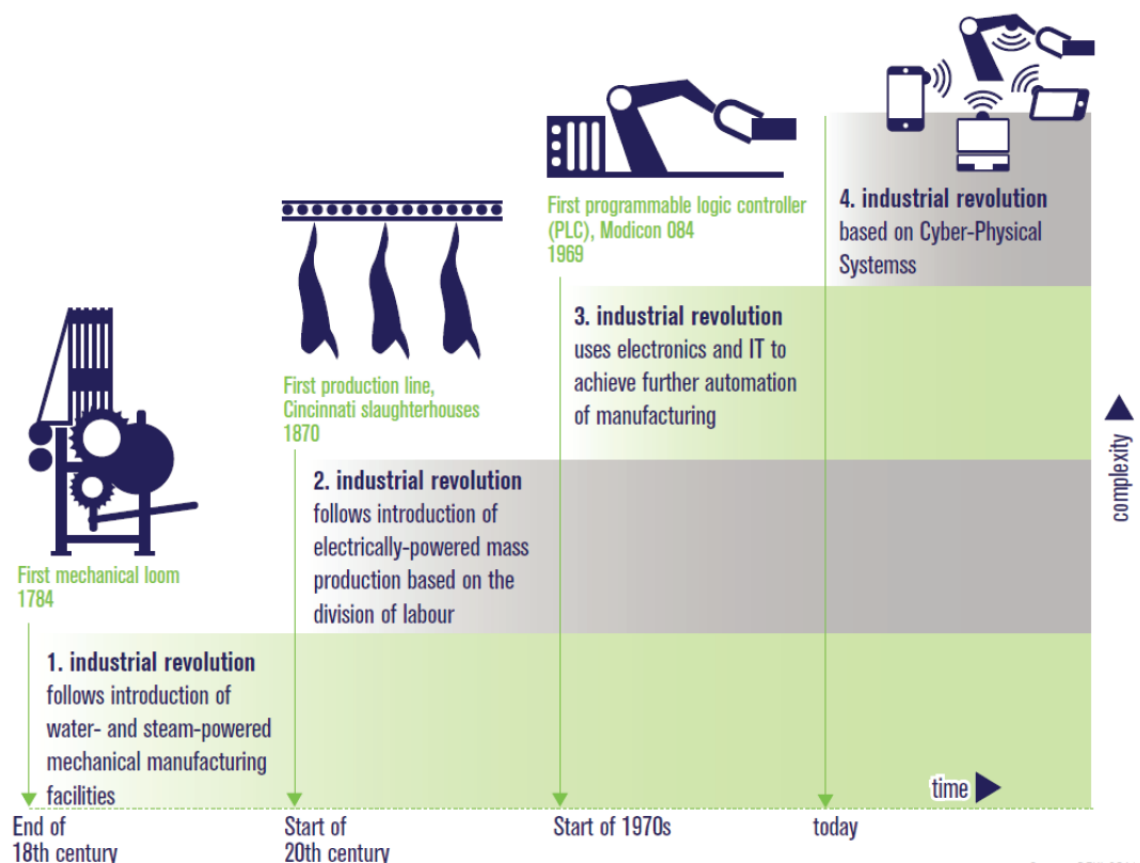 First mechanical loom
1784
First production line,
Cincinnati slaughterhouses
1870
First programmable logic controller
(PLC), Modicon 084
1969
4. industrial revolution
based on Cyber-Physical
Systemss
3. industrial revolution
uses electronics and IT to
achieve further automation
of manufacturing
2. industrial revolution
follows introduction of
electrically-powered mass
production based on the
division of labour
1. industrial revolution
follows introduction of
water- and steam-powered
mechanical manufacturing
facilities
complexity
time
End of
18th century
Start of
20th century
Start of 1970s
today